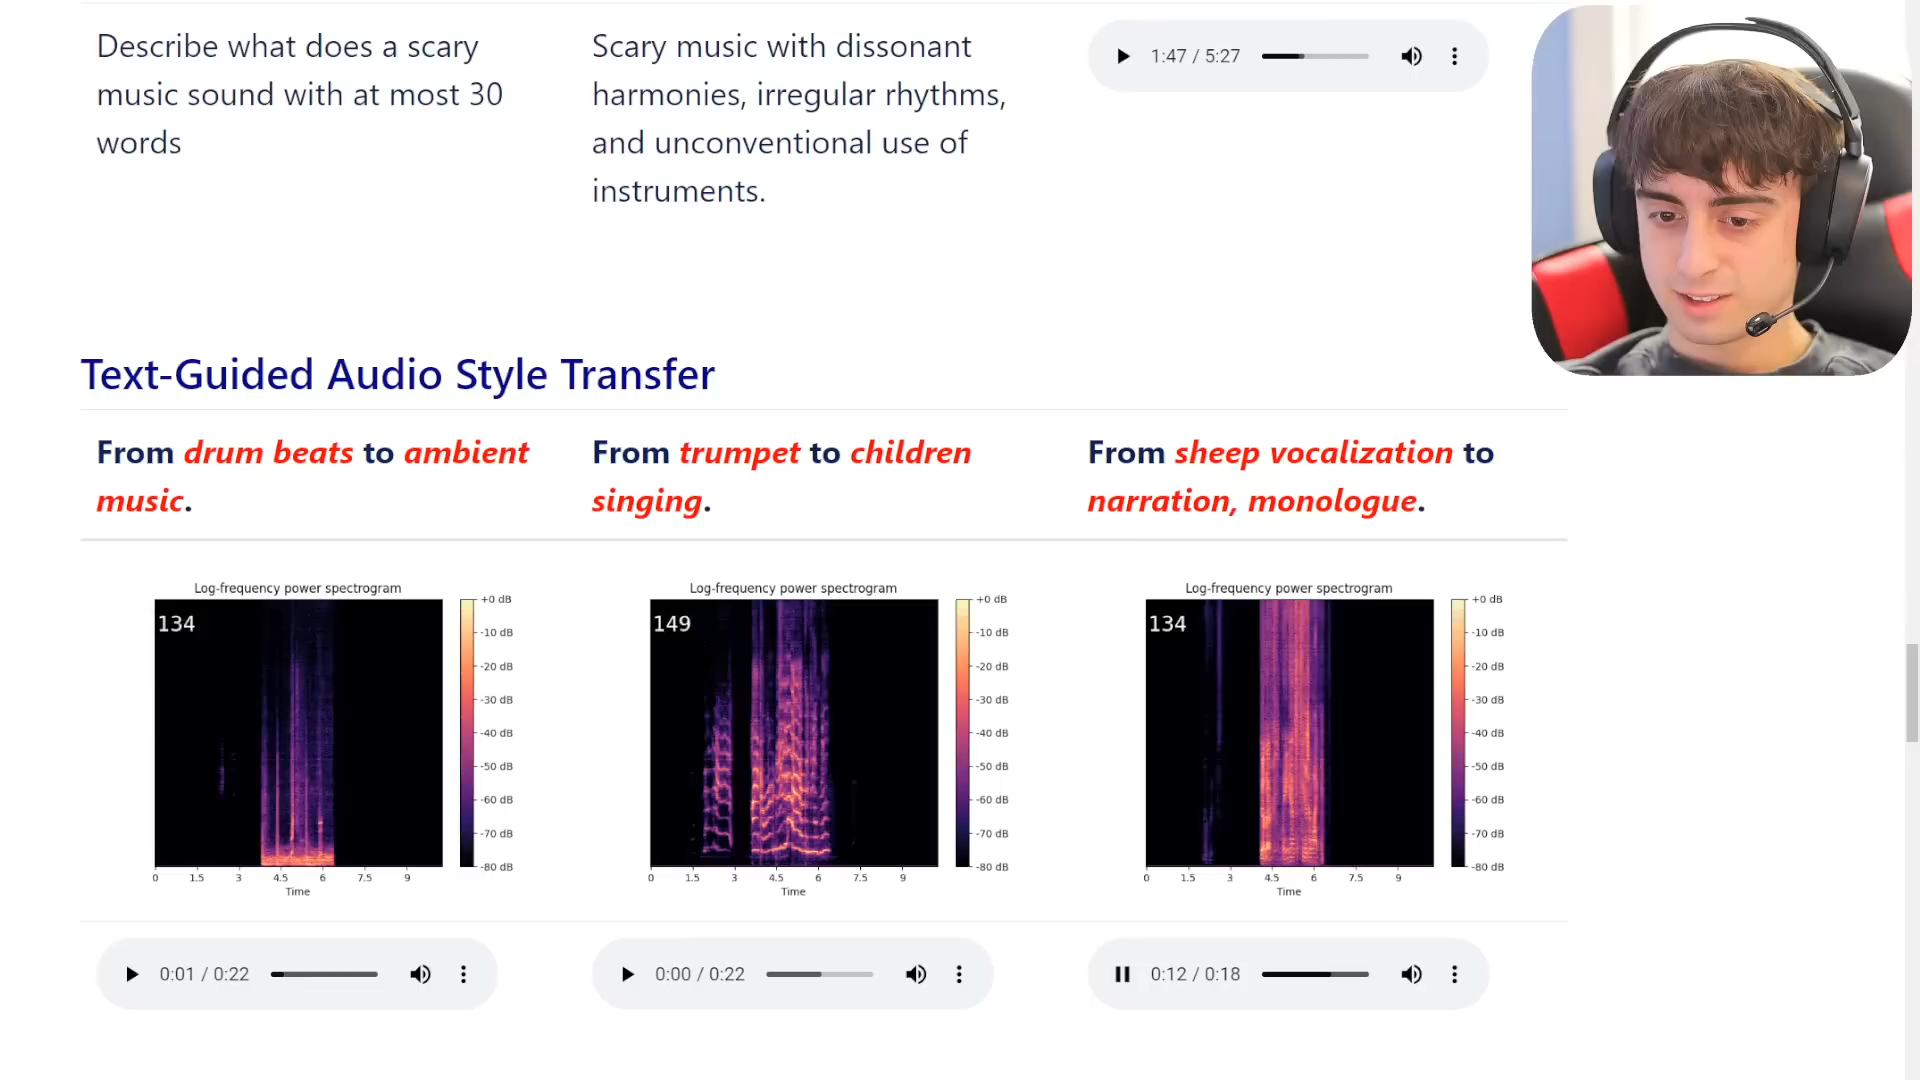 Describe what does a scary
music sound with at most 30
words
Scary music with dissonant
harmonies, irregular rhythms,
and unconventional use of
instruments.
1:47 / 5:27
Text-Guided Audio Style Transfer
From drum beats to ambient
music.
From trumpet to children
singing.
From sheep vocalization to
narration, monologue.
Log-frequency power spectrogram
134
+0 dB
-10 dB
-20 dB
-30 dB
-40 dB
-50 dB
-60 dB
-70 dB
-80 dB
0 1.5 3 4.5 6 7.5 9
Time
Log-frequency power spectrogram
149
+0 dB
-10 dB
-20 dB
-30 dB
-40 dB
-50 dB
-60 dB
-70 dB
-80 dB
0 1.5 3 4.5 6 7.5 9
Time
Log-frequency power spectrogram
134
+0 dB
-10 dB
-20 dB
-30 dB
-40 dB
-50 dB
-60 dB
-70 dB
-80 dB
0 1.5 3 4.5 6 7.5 9
Time
0:01 / 0:22
0:00 / 0:22
0:12 / 0:18